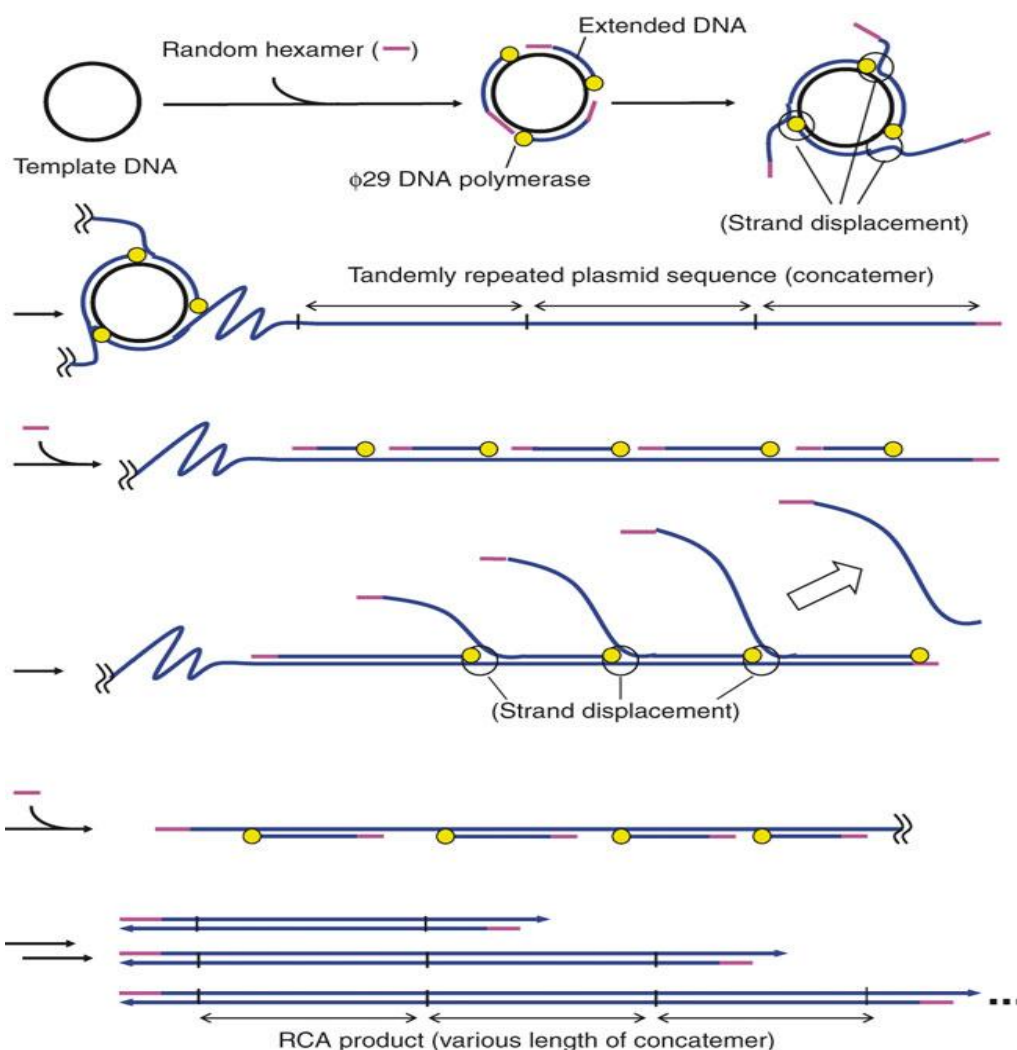 Random hexamer (—)
Extended DNA
Template DNA
ϕ29 DNA polymerase
(Strand displacement)
Tandemly repeated plasmid sequence (concatemer)
(Strand displacement)
RCA product (various length of concatemer)